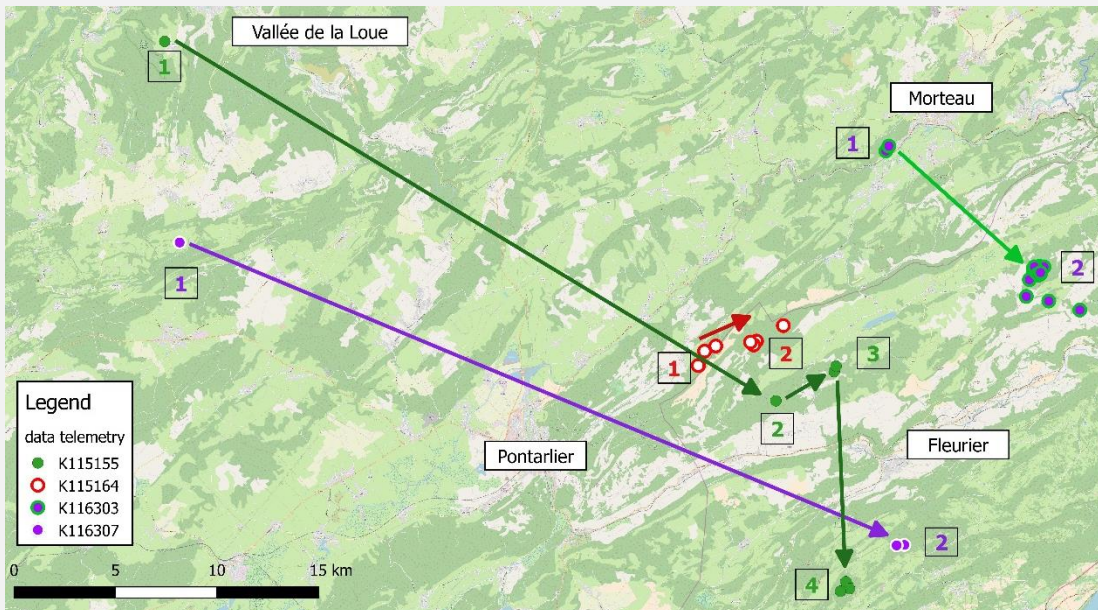 Vallée de la Loue
1
Morteau
1
1
2
1
2
3
2
Fleurier
Pontarlier
2
4
Legend
data telemetry
K115155
K115164
K116303
K116307
0 5 10 15 km